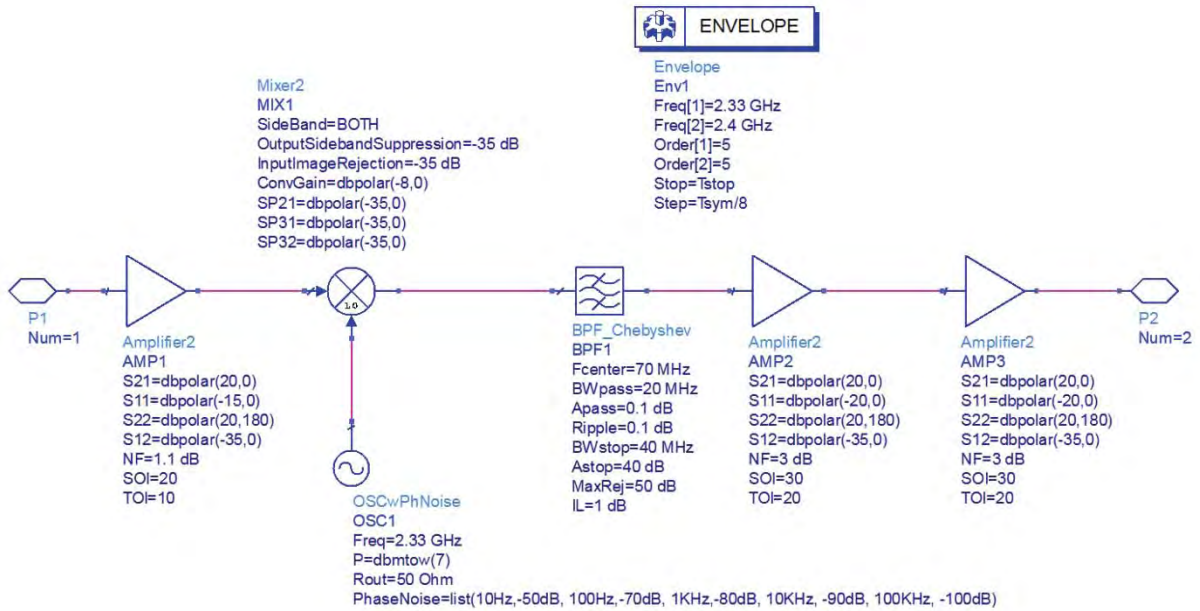 ENVELOPE
Envelope
Env1
Freq[1]=2.33 GHz
Freq[2]=2.4 GHz
Order[1]=5
Order[2]=5
Stop=Tstop
Step=Tsym/8
Mixer2
MIX1
SideBand=BOTH
OutputSidebandSuppression=-35 dB
InputImageRejection=-35 dB
ConvGain=dbpolar(-8,0)
SP21=dbpolar(-35,0)
SP31=dbpolar(-35,0)
SP32=dbpolar(-35,0)
LO
P1
Num=1
Amplifier2
AMP1
S21=dbpolar(20,0)
S11=dbpolar(-15,0)
S22=dbpolar(20,180)
S12=dbpolar(-35,0)
NF=1.1 dB
SOI=20
TOI=10
OSCwPhNoise
OSC1
Freq=2.33 GHz
P=dbmtow(7)
Rout=50 Ohm
PhaseNoise=list(10Hz,-50dB, 100Hz,-70dB, 1KHz,-80dB, 10KHz, -90dB, 100KHz, -100dB)
BPF_Chebyshev
BPF1
Fcenter=70 MHz
BWpass=20 MHz
Apass=0.1 dB
Ripple=0.1 dB
BWstop=40 MHz
Astop=40 dB
MaxRej=50 dB
IL=1 dB
Amplifier2
AMP2
S21=dbpolar(20,0)
S11=dbpolar(-20,0)
S22=dbpolar(20,180)
S12=dbpolar(-35,0)
NF=3 dB
SOI=30
TOI=20
Amplifier2
AMP3
S21=dbpolar(20,0)
S11=dbpolar(-20,0)
S22=dbpolar(20,180)
S12=dbpolar(-35,0)
NF=3 dB
SOI=30
TOI=20
P2
Num=2